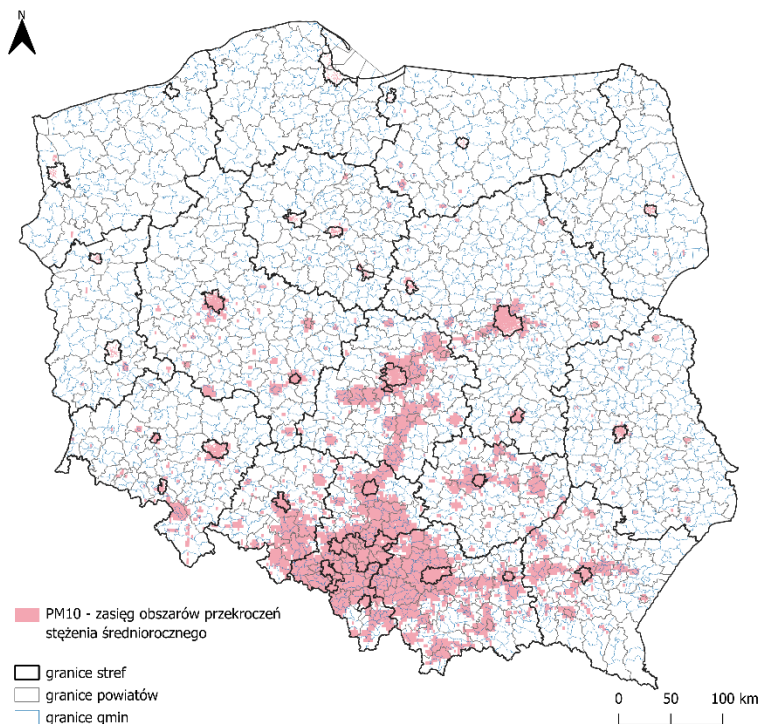 N
PM10 - zasięg obszarów przekroczeń
stężenia średniorocznego
granice stref
granice powiatów
granice gmin
0 50 100 km